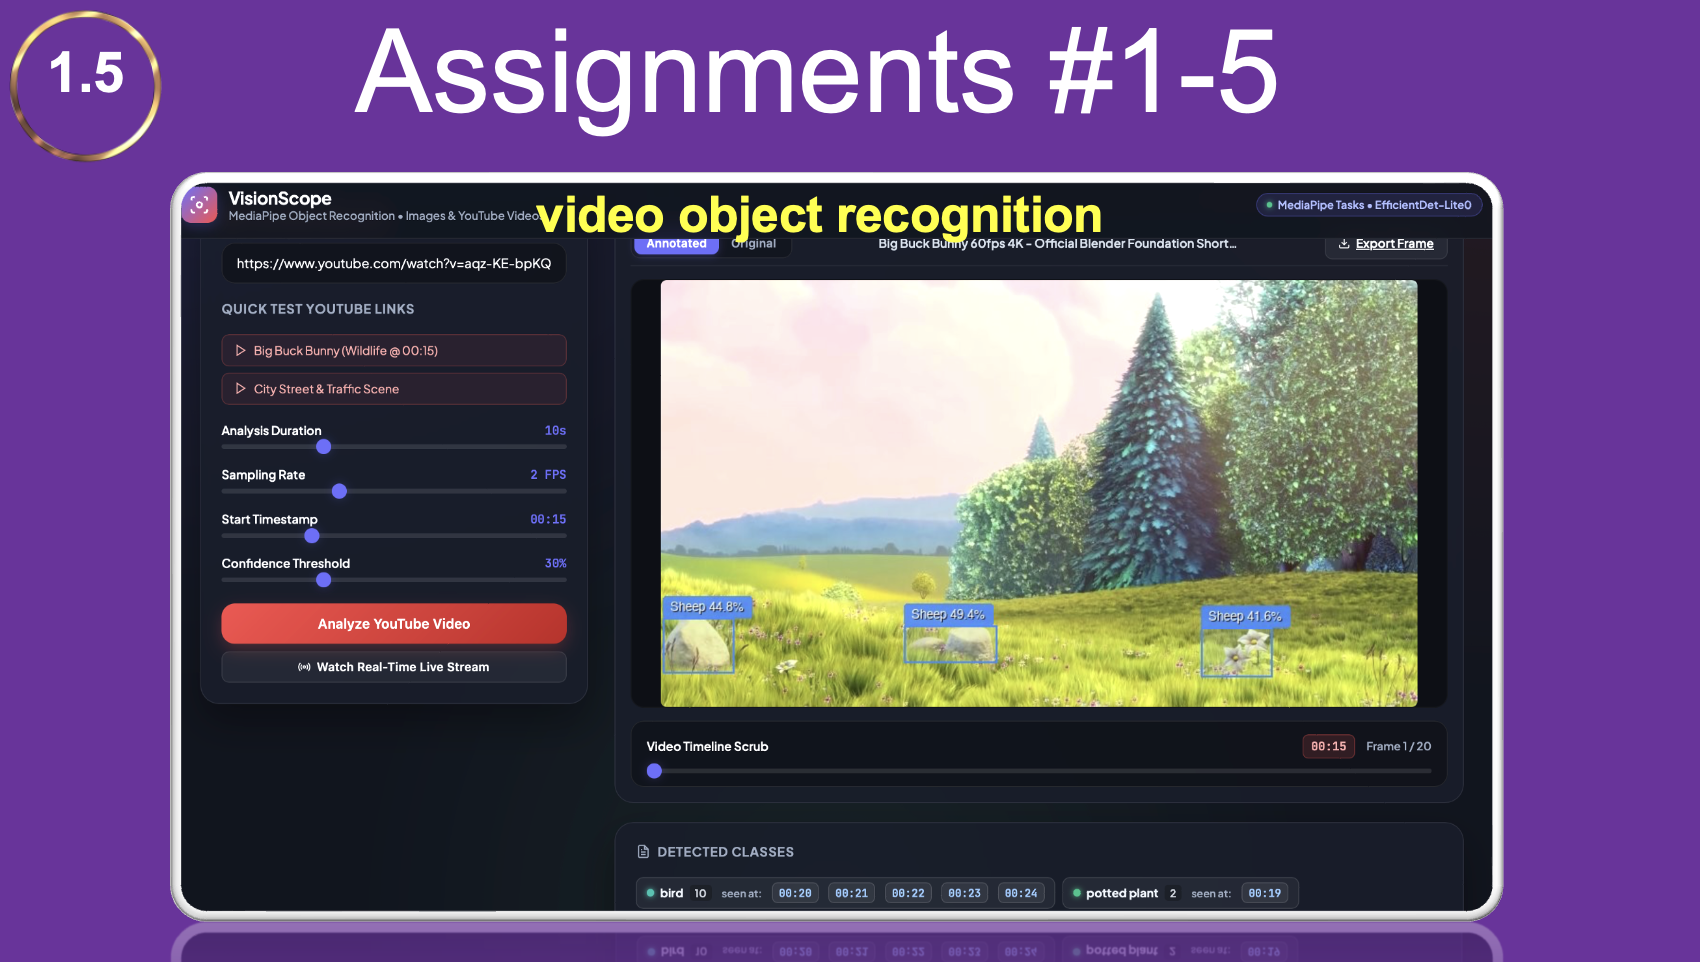 1.5
Assignments #1-5
VisionScope
MediaPipe Object Recognition • Images & YouTube Video
video object recognition
MediaPipe Tasks • EfficientDet-Lite0
Annotated
Original
Big Buck Bunny 60fps 4K - Official Blender Foundation Short...
Export Frame
https://www.youtube.com/watch?v=aqz-KE-bpKQ
QUICK TEST YOUTUBE LINKS
Big Buck Bunny (Wildlife @ 00:15)
City Street & Traffic Scene
Analysis Duration 10s
Sampling Rate 2 FPS
Start Timestamp 00:15
Confidence Threshold 30%
Analyze YouTube Video
Watch Real-Time Live Stream
Sheep 44.8%
Sheep 49.4%
Sheep 41.6%
Video Timeline Scrub 00:15 Frame 1 / 20
DETECTED CLASSES
bird 10 seen at: 00:20 00:21 00:22 00:23 00:24
potted plant 2 seen at: 00:19